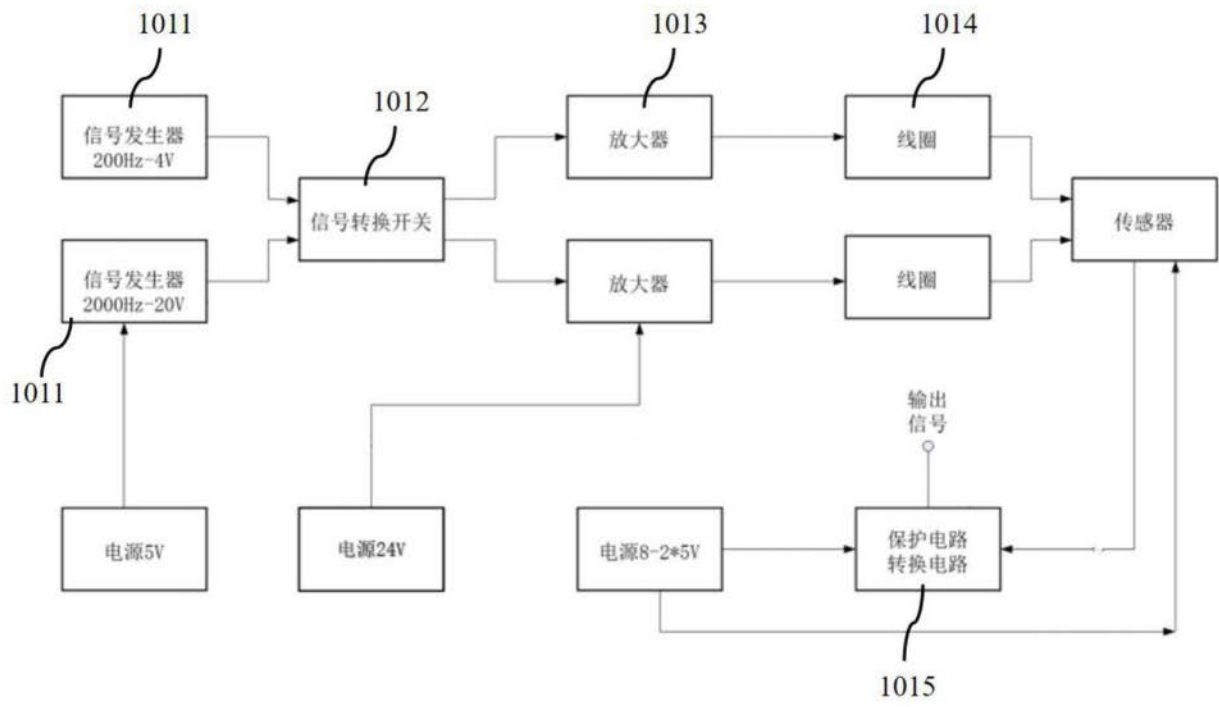 1011
1013
1014
1012
信号发生器
200Hz-4V
放大器
线圈
信号转换开关
传感器
信号发生器
2000Hz-20V
放大器
线圈
1011
输出
信号
电源5V
电源24V
电源8-2*5V
保护电路
转换电路
1015